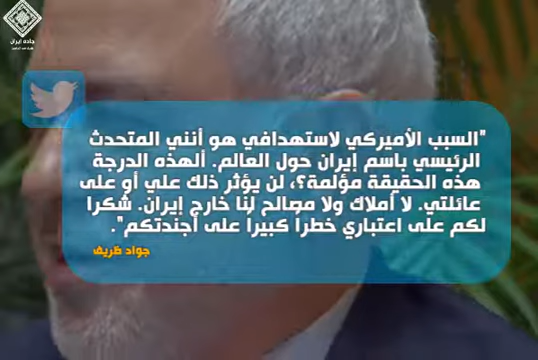 جاده ايران
"السبب الأميركي لاستهدافي هو أنني المتحدث
الرئيسي باسم إيران حول العالم. ألهذه الدرجة
هذه الحقيقة مؤلمة؟، لن يؤثر ذلك علي أو على
عائلتي. لا أملاك ولا مصالح لنا خارج إيران. شكرا
لكم على اعتباري خطراً كبيراً على أجندتكم".
جواد ظريف